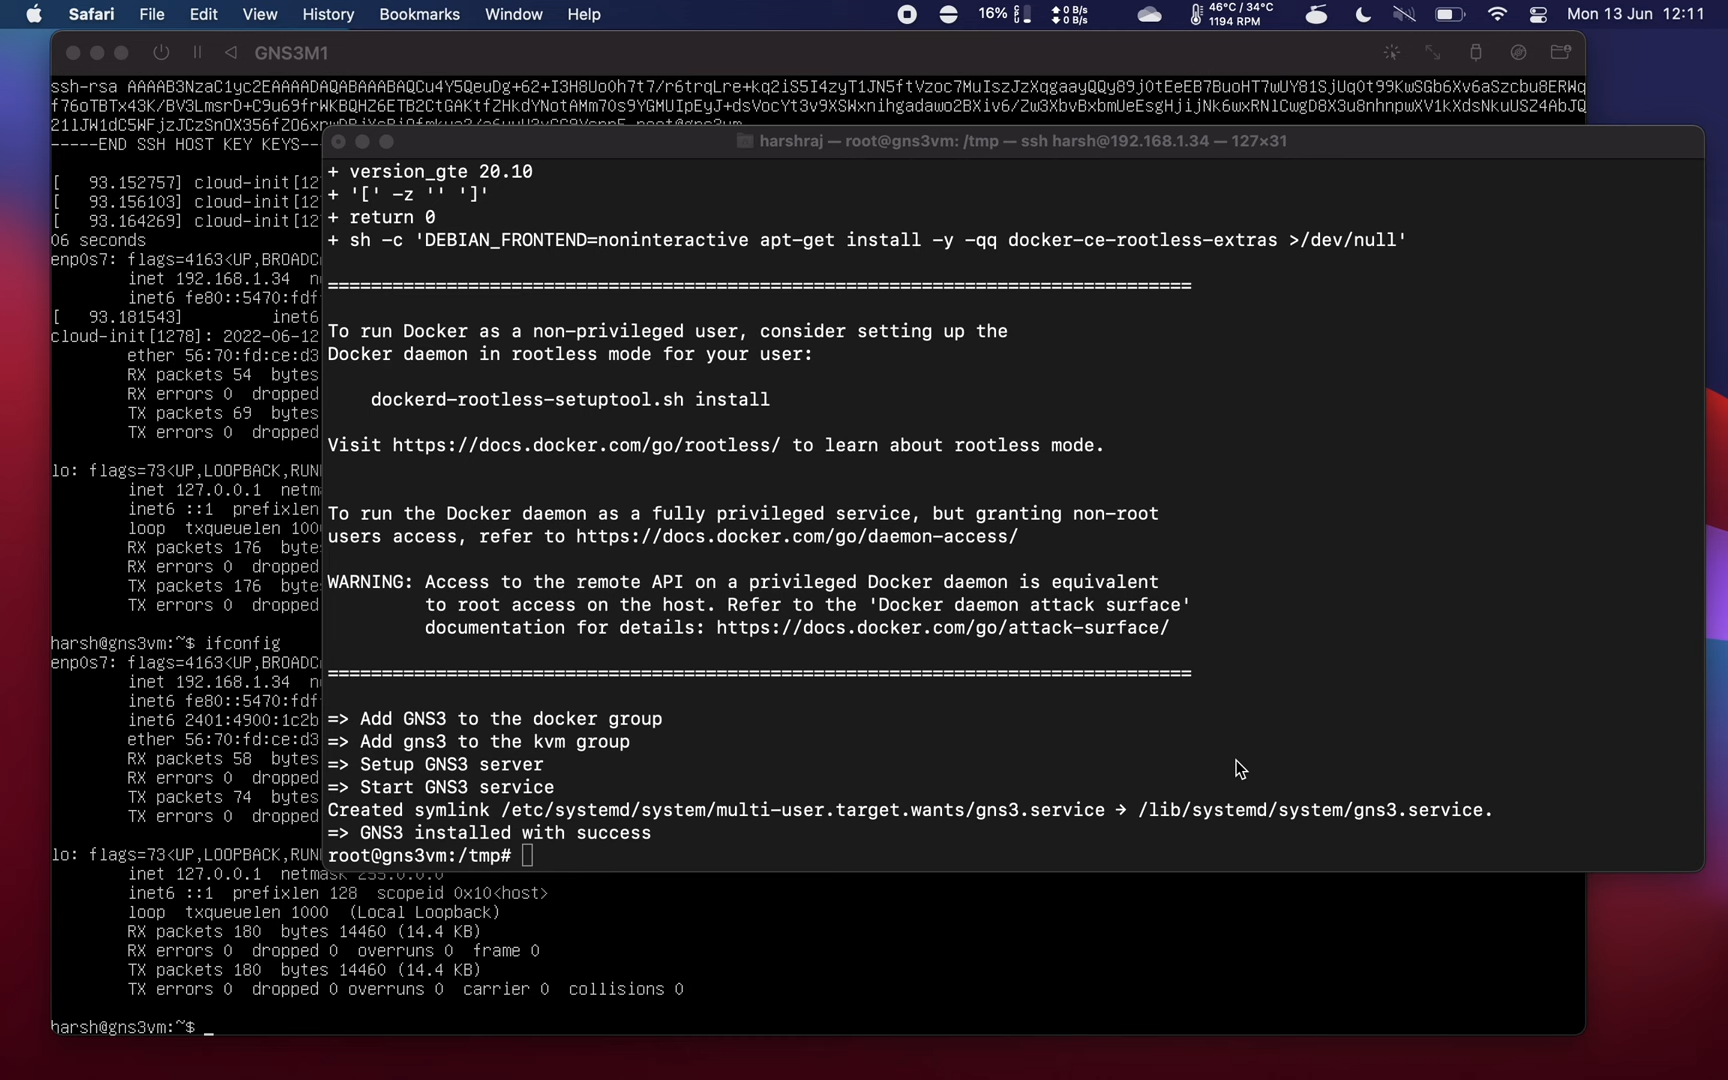 Safari File Edit View History Bookmarks Window Help 16% 0 B/s 0 B/s 46°C / 34°C 1194 RPM Mon 13 Jun 12:11
GNS3M1
-----END SSH HOST KEY KEYS--
[ 93.152757] cloud-init[12
[ 93.156103] cloud-init[12
[ 93.164269] cloud-init[12
06 seconds
enp0s7: flags=4163<UP,BROADC
inet 192.168.1.34
inet6 fe80::5470:fdf
[ 93.181543] inet6
cloud-init[1278]: 2022-06-12
ether 56:70:fd:ce:d3
RX packets 54 bytes
RX errors 0 dropped
TX packets 69 bytes
TX errors 0 dropped
lo: flags=73<UP,LOOPBACK,RUN
inet 127.0.0.1 netm
inet6 ::1 prefixlen
loop txqueuelen 100
RX packets 176 byte
RX errors 0 dropped
TX packets 176 byte
TX errors 0 dropped
harsh@gns3vm:~$ ifconfig
enp0s7: flags=4163<UP,BROADC
inet 192.168.1.34
inet6 fe80::5470:fdf
inet6 2401:4900:1c2b
ether 56:70:fd:ce:d3
RX packets 58 bytes
RX errors 0 dropped
TX packets 74 bytes
TX errors 0 dropped
lo: flags=73<UP,LOOPBACK,RUN
inet 127.0.0.1 netmask 255.0.0.0
inet6 ::1 prefixlen 128 scopeid 0x10<host>
loop txqueuelen 1000 (Local Loopback)
RX packets 180 bytes 14460 (14.4 KB)
RX errors 0 dropped 0 overruns 0 frame 0
TX packets 180 bytes 14460 (14.4 KB)
TX errors 0 dropped 0 overruns 0 carrier 0 collisions 0
harsh@gns3vm:~$ _
harshraj — root@gns3vm: /tmp — ssh harsh@192.168.1.34 — 127×31
+ version_gte 20.10
+ '[' -z '' ']'
+ return 0
+ sh -c 'DEBIAN_FRONTEND=noninteractive apt-get install -y -qq docker-ce-rootless-extras >/dev/null'
================================================================================
To run Docker as a non-privileged user, consider setting up the
Docker daemon in rootless mode for your user:
dockerd-rootless-setuptool.sh install
Visit https://docs.docker.com/go/rootless/ to learn about rootless mode.
To run the Docker daemon as a fully privileged service, but granting non-root
users access, refer to https://docs.docker.com/go/daemon-access/
WARNING: Access to the remote API on a privileged Docker daemon is equivalent
to root access on the host. Refer to the 'Docker daemon attack surface'
documentation for details: https://docs.docker.com/go/attack-surface/
================================================================================
=> Add GNS3 to the docker group
=> Add gns3 to the kvm group
=> Setup GNS3 server
=> Start GNS3 service
Created symlink /etc/systemd/system/multi-user.target.wants/gns3.service → /lib/systemd/system/gns3.service.
=> GNS3 installed with success
root@gns3vm:/tmp#